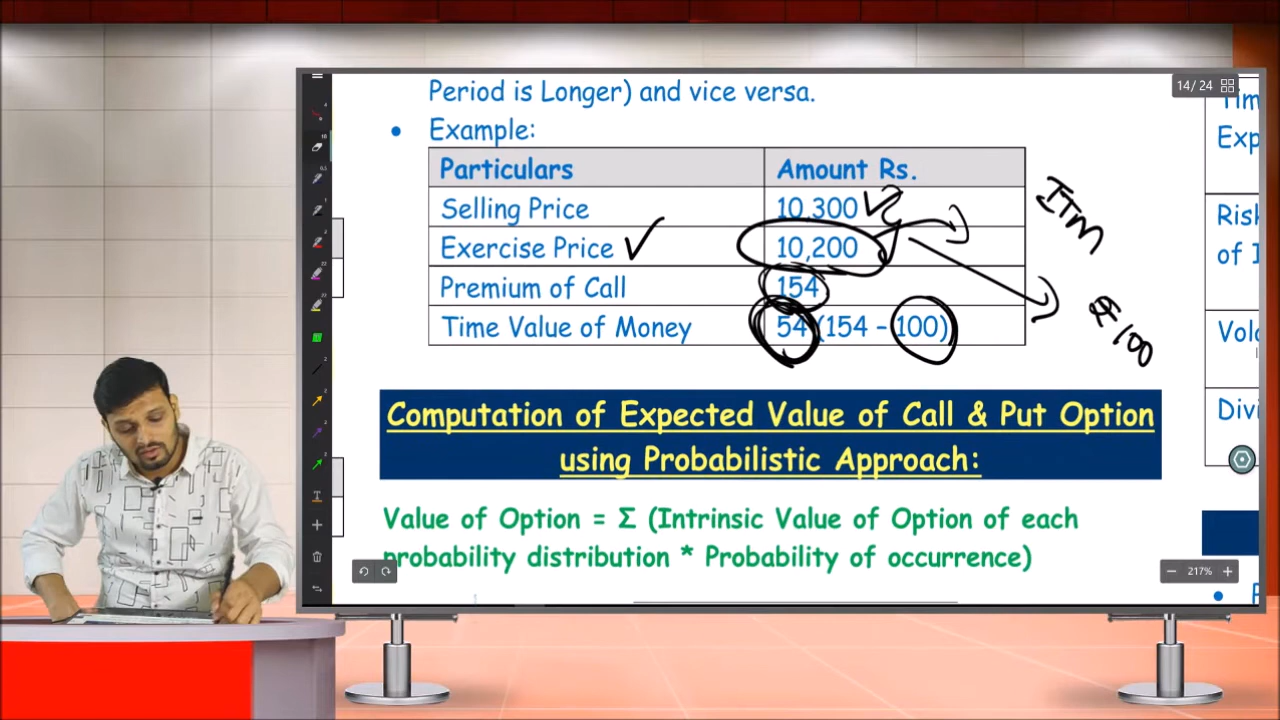 14/ 24
Period is Longer) and vice versa.
• Example:
Particulars Amount Rs.
Selling Price 10,300
Exercise Price 10,200
Premium of Call 154
Time Value of Money 54 (154 - 100)
ITM
₹100
Computation of Expected Value of Call & Put Option
using Probabilistic Approach:
Value of Option = Σ (Intrinsic Value of Option of each
probability distribution * Probability of occurrence)
217%
Exp
Risk
of I
Divi